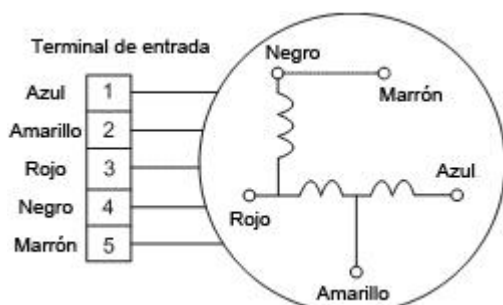 Terminal de entrada
Azul 1
Amarillo 2
Rojo 3
Negro 4
Marrón 5
Negro
Marrón
Rojo
Azul
Amarillo